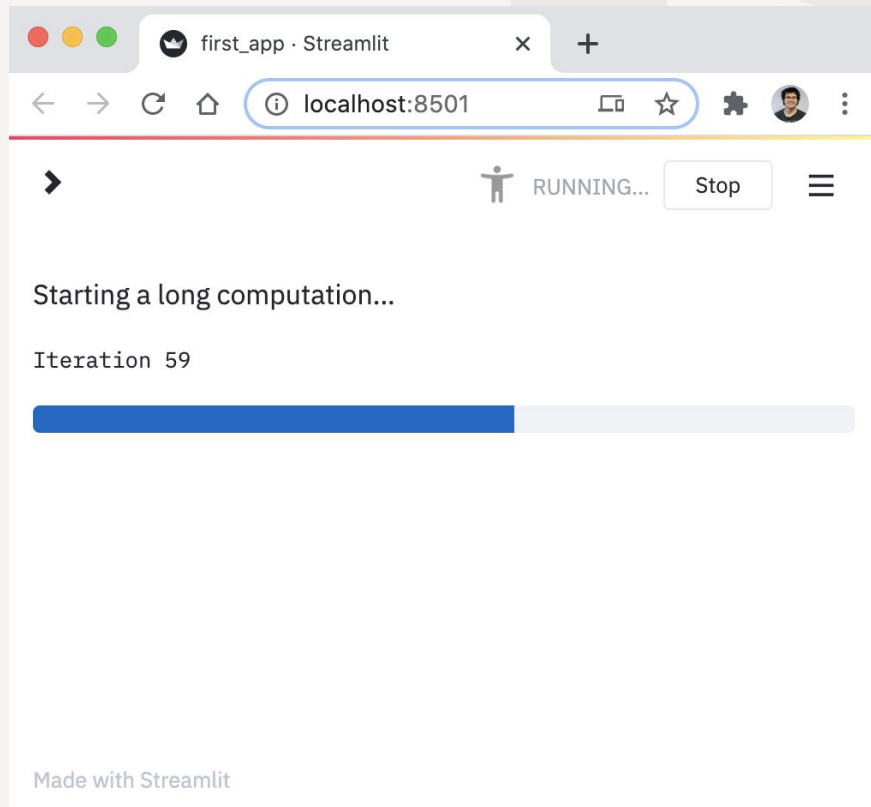 first_app · Streamlit
localhost:8501
RUNNING... Stop
Starting a long computation...
Iteration 59
Made with Streamlit